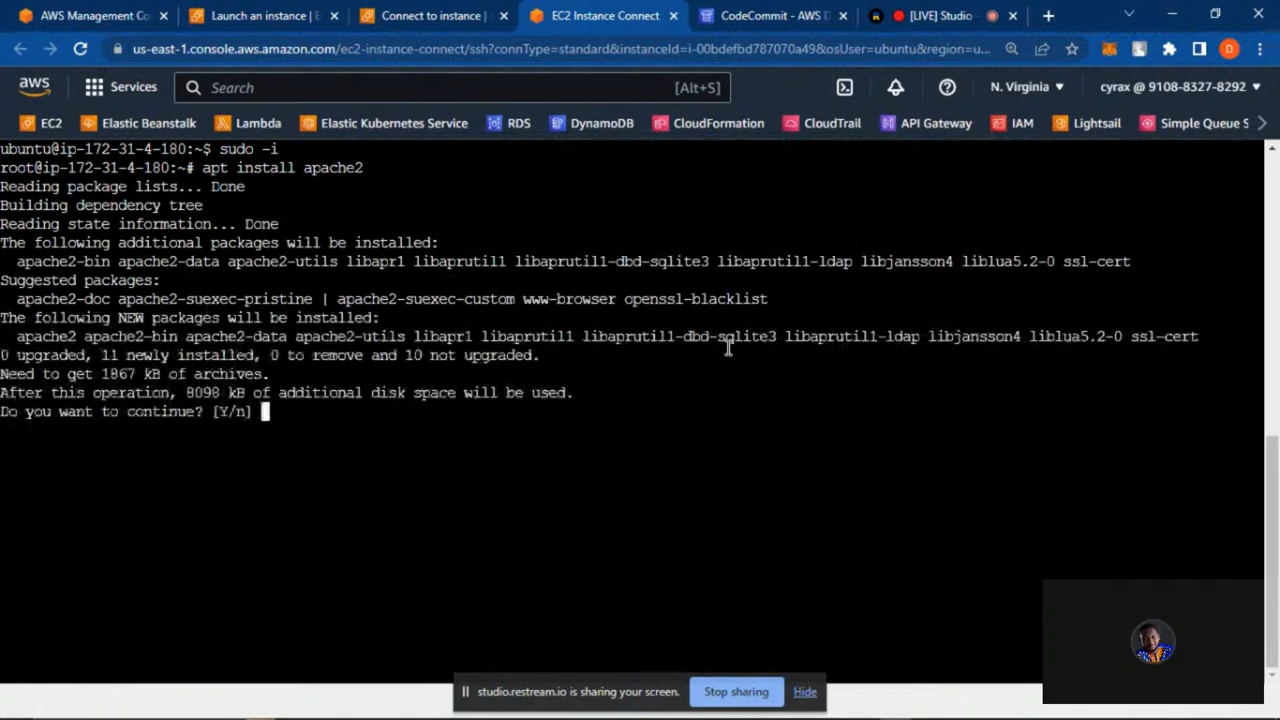 AWS Management Co
Launch an instance | E
Connect to instance |
EC2 Instance Connect
CodeCommit - AWS D
[LIVE] Studio -
us-east-1.console.aws.amazon.com/ec2-instance-connect/ssh?connType=standard&instanceId=i-00bdefbd787070a49&osUser=ubuntu&region=u...
D
aws
Services
Search
[Alt+S]
N. Virginia
cyrax @ 9108-8327-8292
EC2
Elastic Beanstalk
Lambda
Elastic Kubernetes Service
RDS
DynamoDB
CloudFormation
CloudTrail
API Gateway
IAM
Lightsail
Simple Queue S
ubuntu@ip-172-31-4-180:~$ sudo -i
root@ip-172-31-4-180:~# apt install apache2
Reading package lists... Done
Building dependency tree
Reading state information... Done
The following additional packages will be installed:
apache2-bin apache2-data apache2-utils libapr1 libaprutil1 libaprutil1-dbd-sqlite3 libaprutil1-ldap libjansson4 liblua5.2-0 ssl-cert
Suggested packages:
apache2-doc apache2-suexec-pristine | apache2-suexec-custom www-browser openssl-blacklist
The following NEW packages will be installed:
apache2 apache2-bin apache2-data apache2-utils libapr1 libaprutil1 libaprutil1-dbd-sqlite3 libaprutil1-ldap libjansson4 liblua5.2-0 ssl-cert
0 upgraded, 11 newly installed, 0 to remove and 10 not upgraded.
Need to get 1867 kB of archives.
After this operation, 8098 kB of additional disk space will be used.
Do you want to continue? [Y/n]
studio.restream.io is sharing your screen.
Stop sharing
Hide